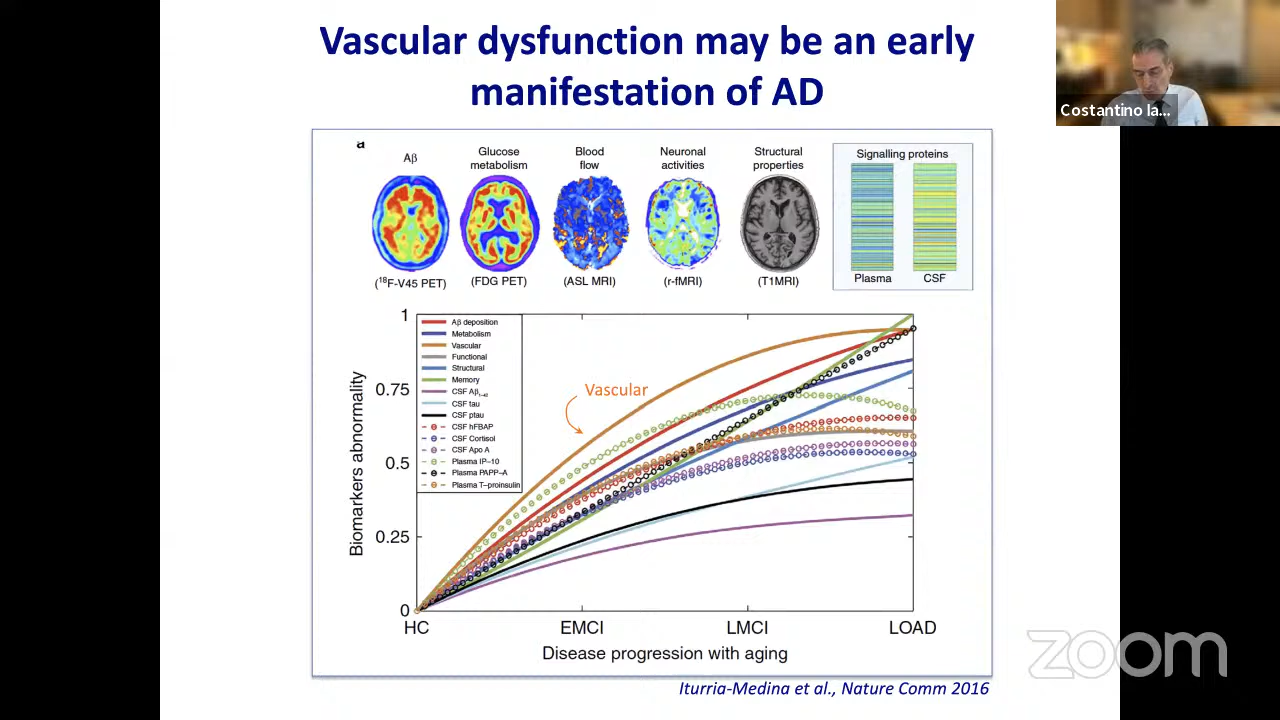 Vascular dysfunction may be an early
manifestation of AD
Costantino Ia...
a
Aβ
Glucose
metabolism
Blood
flow
Neuronal
activities
Structural
properties
Signalling proteins
(¹⁸F-V45 PET)
(FDG PET)
(ASL MRI)
(r-fMRI)
(T1MRI)
Plasma
CSF
Biomarkers abnormality
1
0.75
0.5
0.25
0
Aβ deposition
Metabolism
Vascular
Functional
Structural
Memory
CSF Aβ₁₋₄₂
CSF tau
CSF ptau
CSF hFBAP
CSF Cortisol
CSF Apo A
Plasma IP-10
Plasma PAPP-A
Plasma T-proinsulin
Vascular
HC
EMCI
LMCI
LOAD
Disease progression with aging
Iturria-Medina et al., Nature Comm 2016
zoom